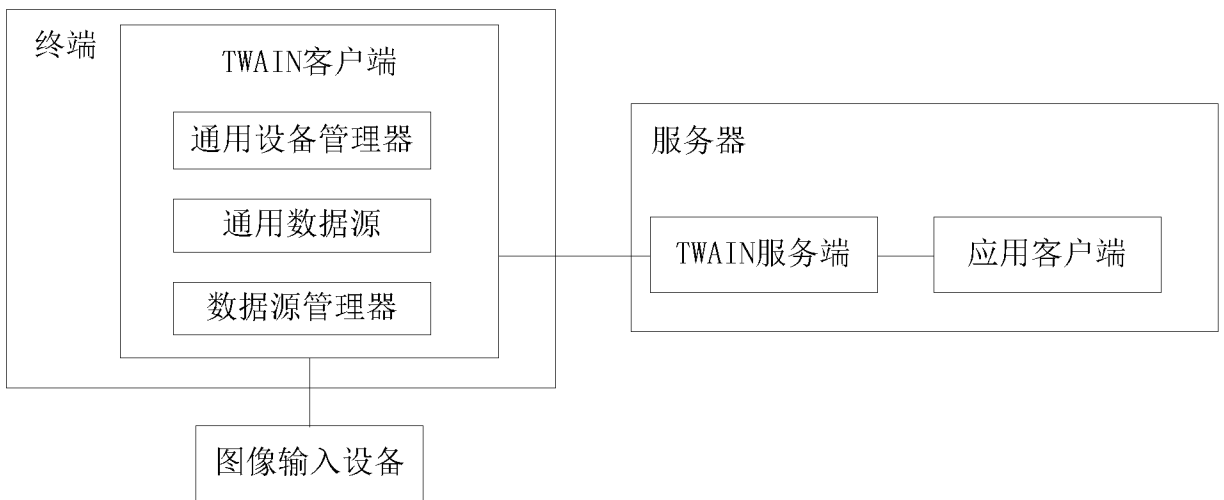 终端
TWAIN客户端
通用设备管理器
通用数据源
数据源管理器
图像输入设备
服务器
TWAIN服务端
应用客户端